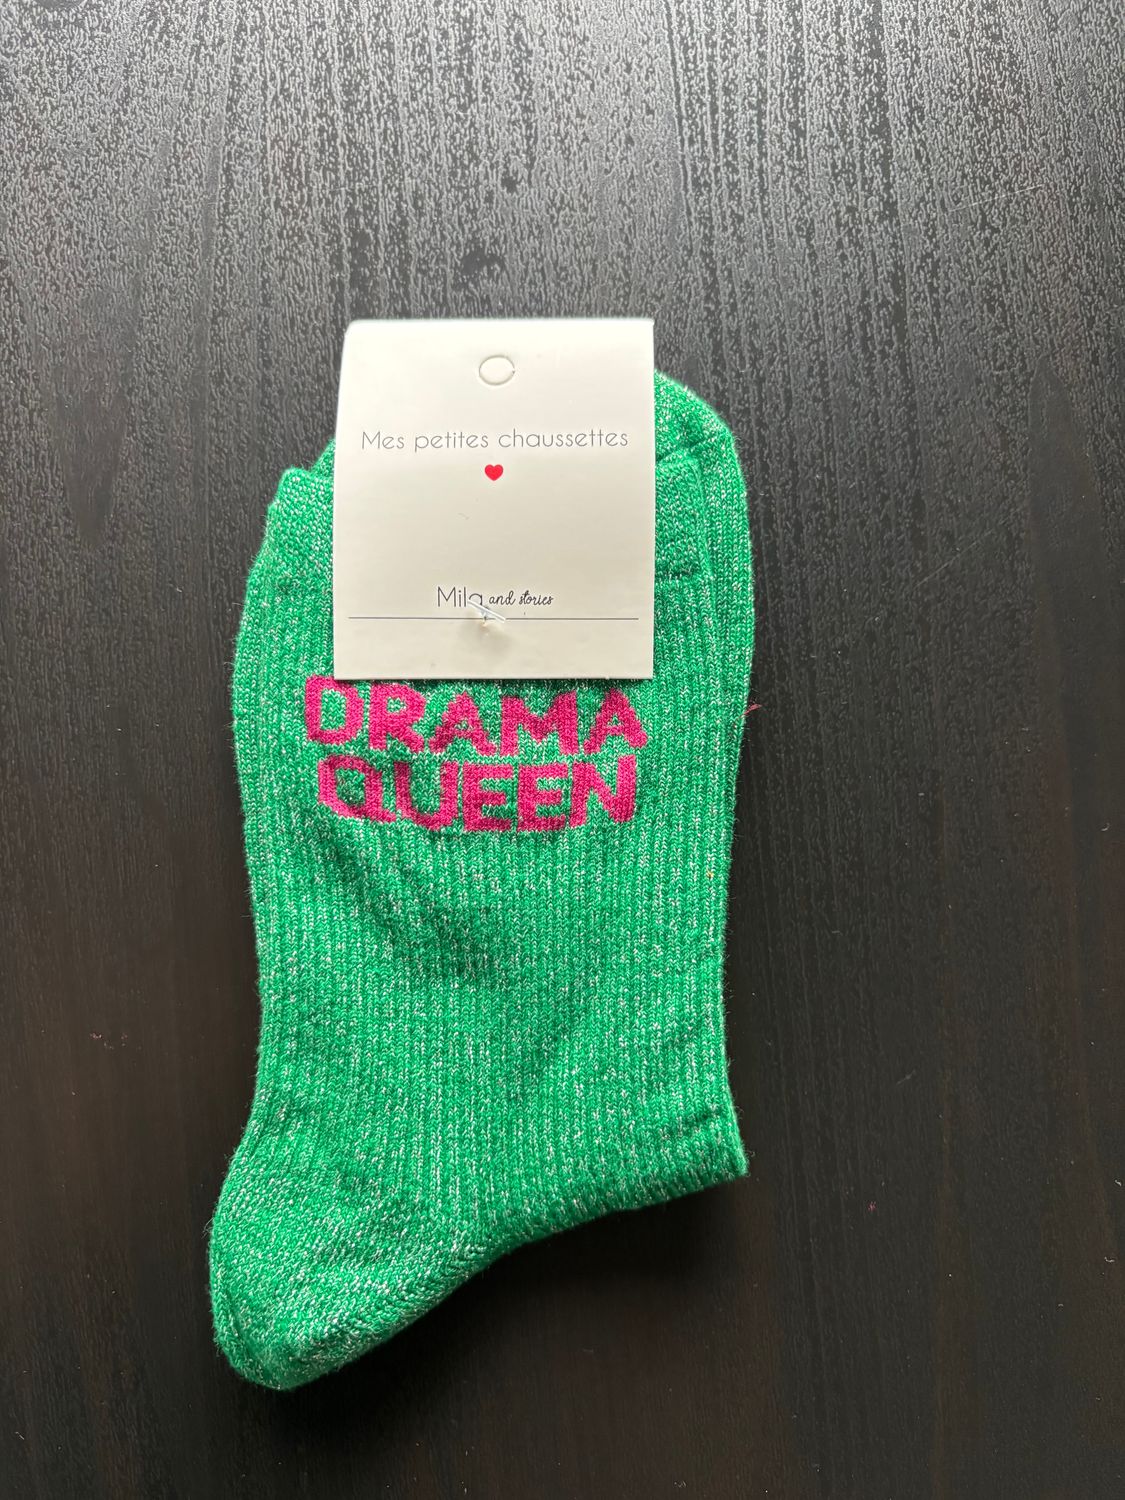 Mes petites chaussettes
Mila and stories
DRAMA
QUEEN